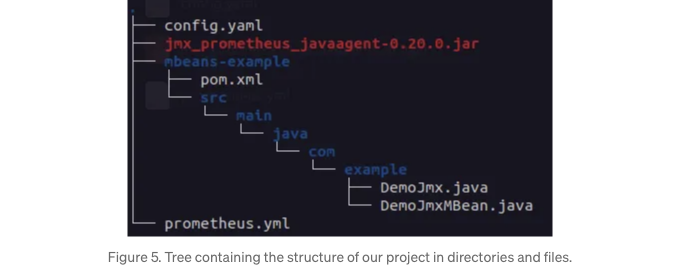 .
config.yaml
jmx_prometheus_javaagent-0.20.0.jar
mbeans-example
pom.xml
src
main
java
com
example
DemoJmx.java
DemoJmxMBean.java
prometheus.yml
Figure 5. Tree containing the structure of our project in directories and files.